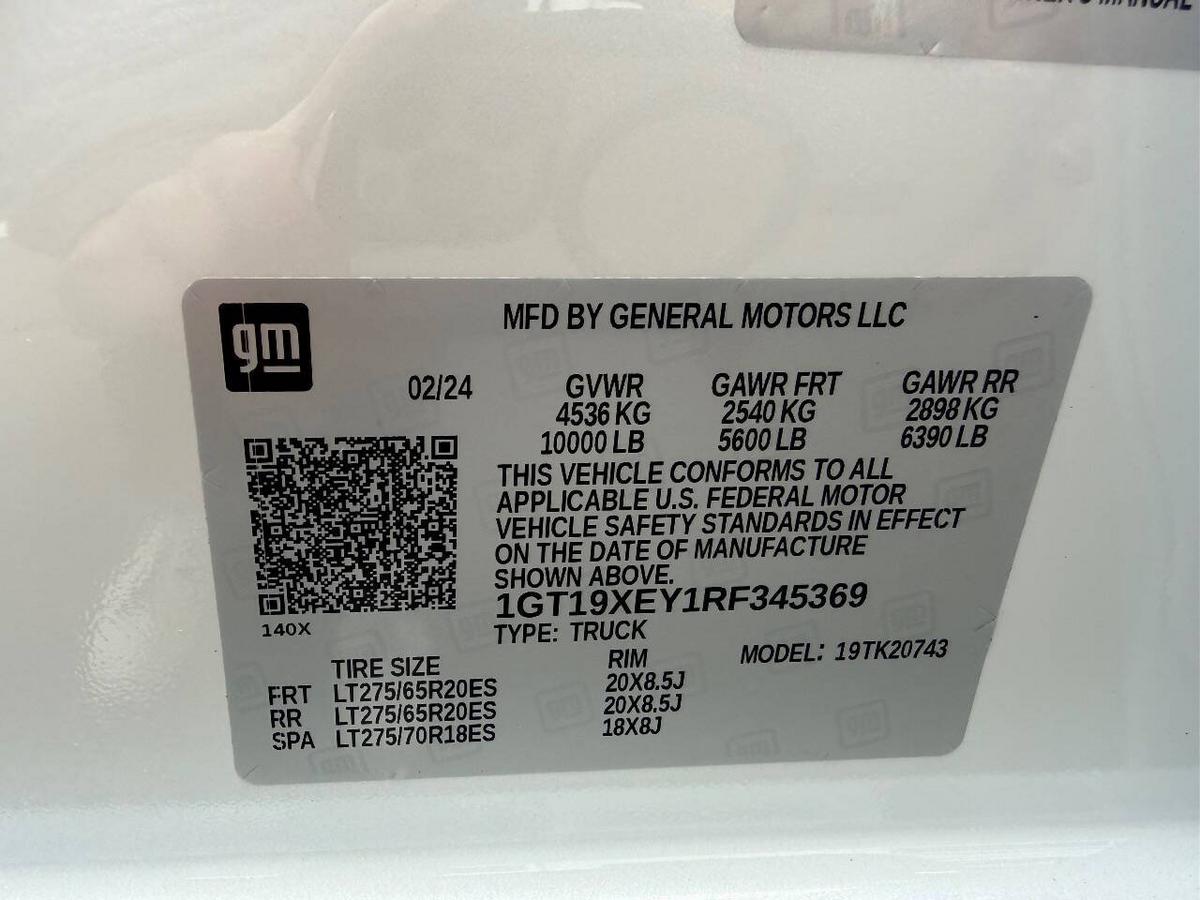 MANUAL
gm
MFD BY GENERAL MOTORS LLC
02/24 GVWR GAWR FRT GAWR RR
4536 KG 2540 KG 2898 KG
10000 LB 5600 LB 6390 LB
THIS VEHICLE CONFORMS TO ALL
APPLICABLE U.S. FEDERAL MOTOR
VEHICLE SAFETY STANDARDS IN EFFECT
ON THE DATE OF MANUFACTURE
SHOWN ABOVE.
1GT19XEY1RF345369
140X
TYPE: TRUCK
MODEL: 19TK20743
TIRE SIZE RIM
FRT LT275/65R20ES 20X8.5J
RR LT275/65R20ES 20X8.5J
SPA LT275/70R18ES 18X8J